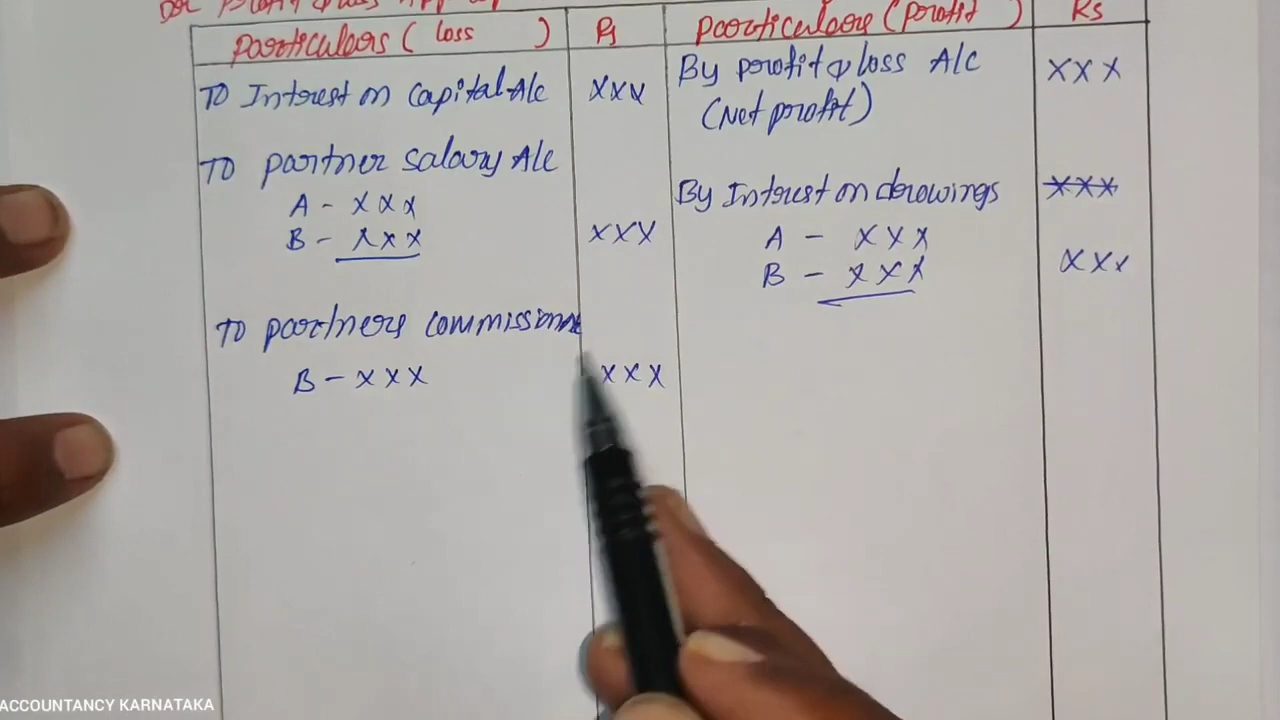 Particulars ( loss )
Rs
Particulars ( Profit )
Rs
To Interest on Capital A/c
XXX
To partner salary A/c
A - XXX
B - XXX
XXX
To partners commission
B - XXX
XXX
By profit & loss A/c
XXX
(Net profit)
By Interest on drowings
XXX
A - XXX
B - XXX
XXX
ACCOUNTANCY KARNATAKA